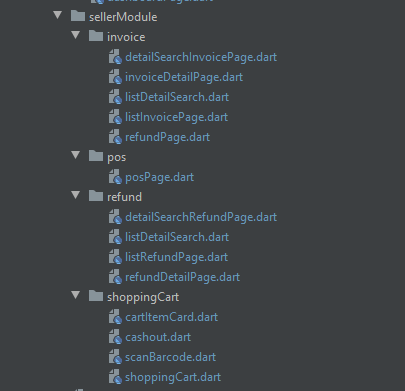 sellerModule
invoice
detailSearchInvoicePage.dart
invoiceDetailPage.dart
listDetailSearch.dart
listInvoicePage.dart
refundPage.dart
pos
posPage.dart
refund
detailSearchRefundPage.dart
listDetailSearch.dart
listRefundPage.dart
refundDetailPage.dart
shoppingCart
cartItemCard.dart
cashout.dart
scanBarcode.dart
shoppingCart.dart